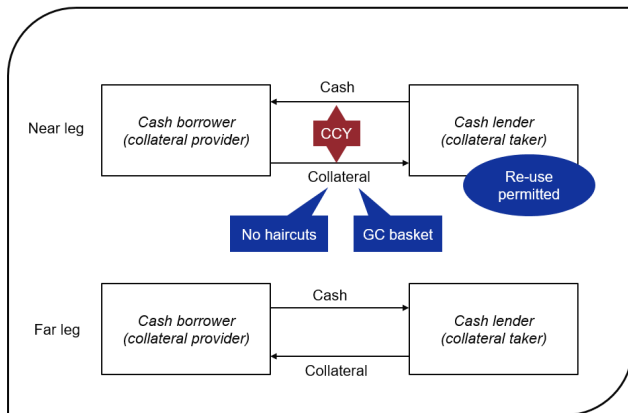 Cash
Near leg
Cash borrower
(collateral provider)
CCY
Cash lender
(collateral taker)
Collateral
Re-use
permitted
No haircuts
GC basket
Far leg
Cash borrower
(collateral provider)
Cash
Cash lender
(collateral taker)
Collateral